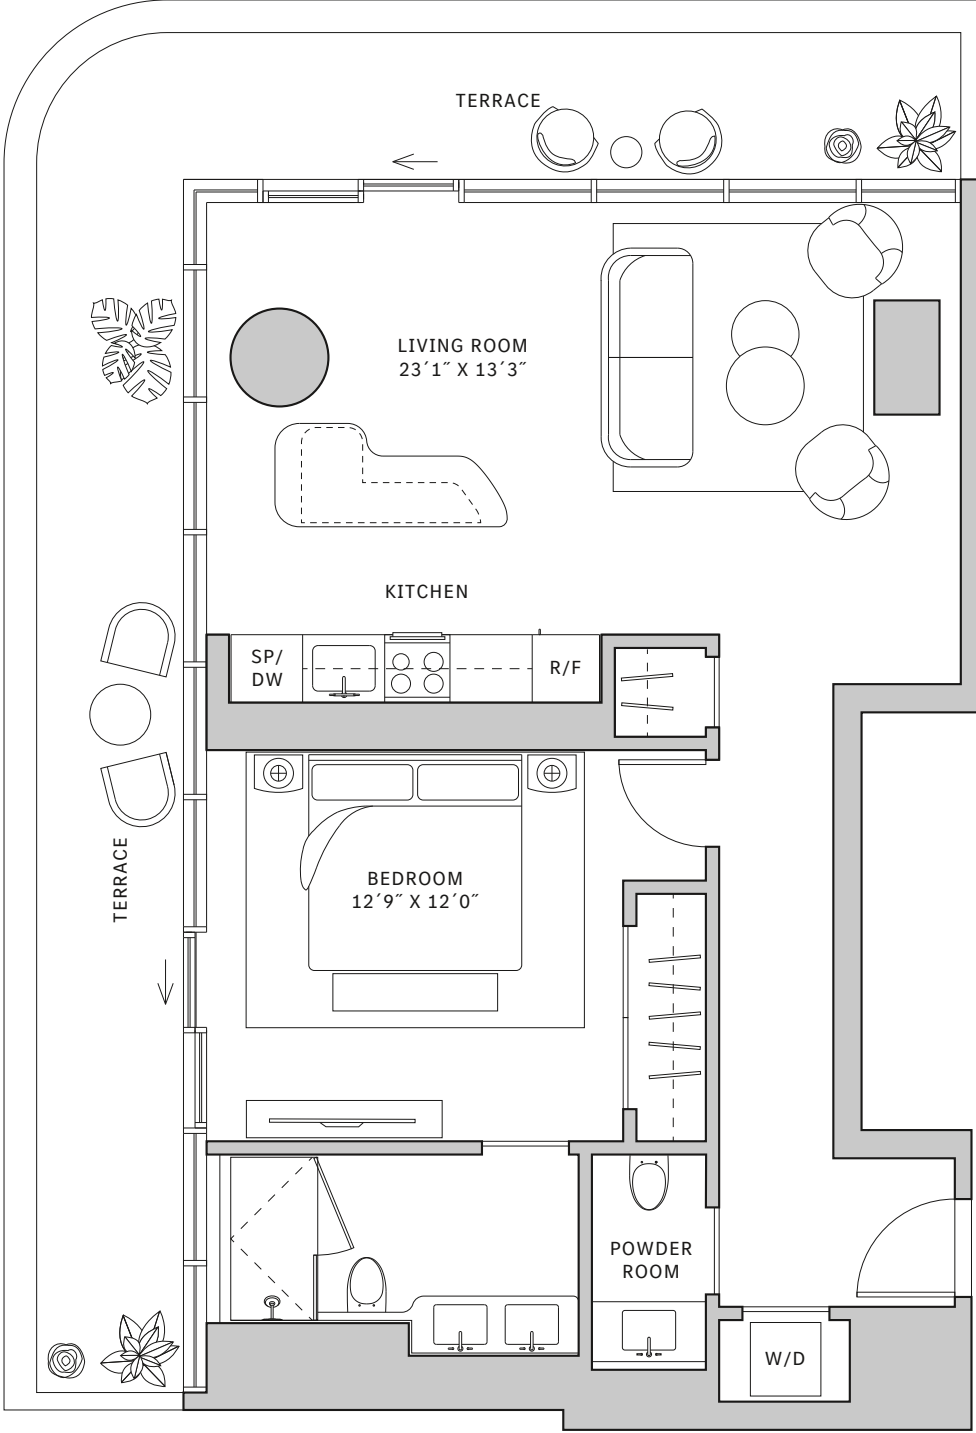 TERRACE
LIVING ROOM
23´1˝ X 13´3˝
KITCHEN
SP/
DW
R/F
TERRACE
BEDROOM
12´9˝ X 12´0˝
POWDER
ROOM
W/D